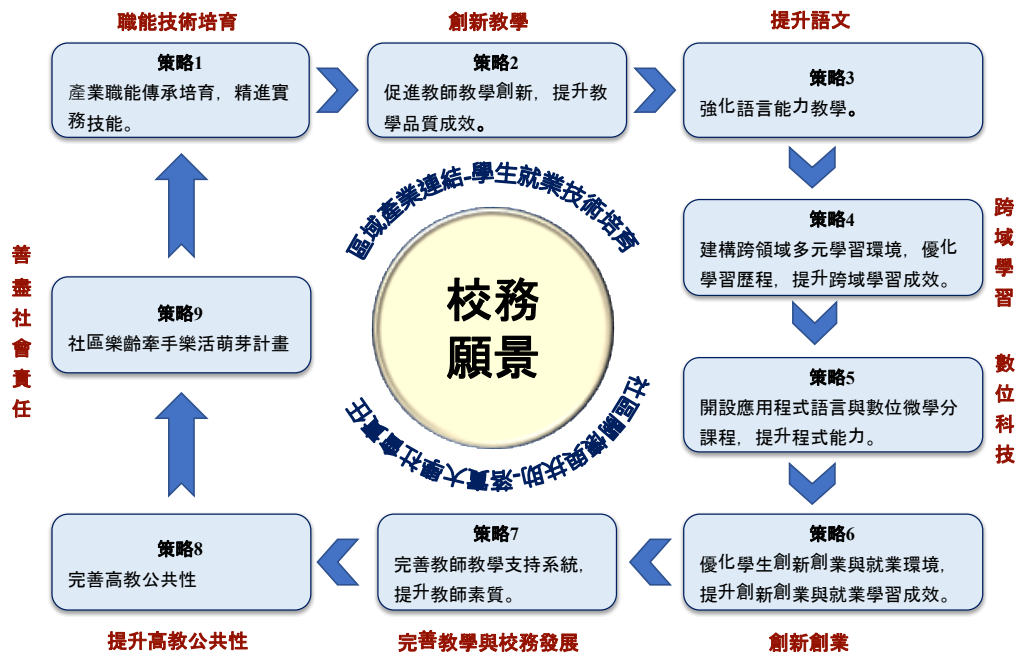 職能技術培育
策略1
產業職能傳承培育，精進實
務技能。
創新教學
策略2
促進教師教學創新，提升教
學品質成效。
提升語文
策略3
強化語言能力教學。
跨域學習
策略4
建構跨領域多元學習環境，優化
學習歷程，提升跨域學習成效。
數位科技
策略5
開設應用程式語言與數位微學分
課程，提升程式能力。
策略6
優化學生創新創業與就業環境，
提升創新創業與就業學習成效。
創新創業
策略7
完善教師教學支持系統，
提升教師素質。
完善教學與校務發展
策略8
完善高教公共性
提升高教公共性
善盡社會責任
策略9
社區樂齡牽手樂活萌芽計畫
區域產業連結-學生就業技術培育
校務
願景
社區關懷與扶助-落實大學社會責任